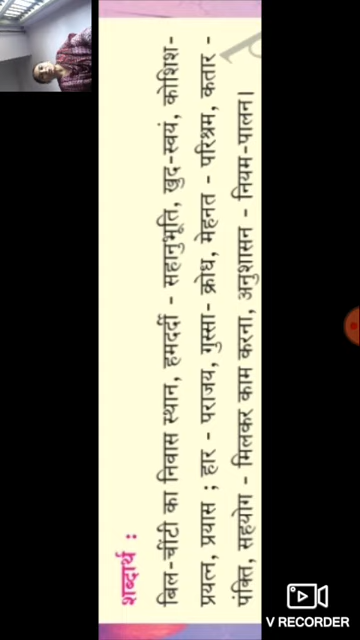 शब्दार्थ :
बिल-चींटी का निवास स्थान, हमदर्दी - सहानुभूति, खुद-स्वयं, कोशिश-
प्रयत्न, प्रयास ; हार - पराजय, गुस्सा- क्रोध, मेहनत - परिश्रम, कतार -
पंक्ति, सहयोग - मिलकर काम करना, अनुशासन - नियम-पालन।
V RECORDER